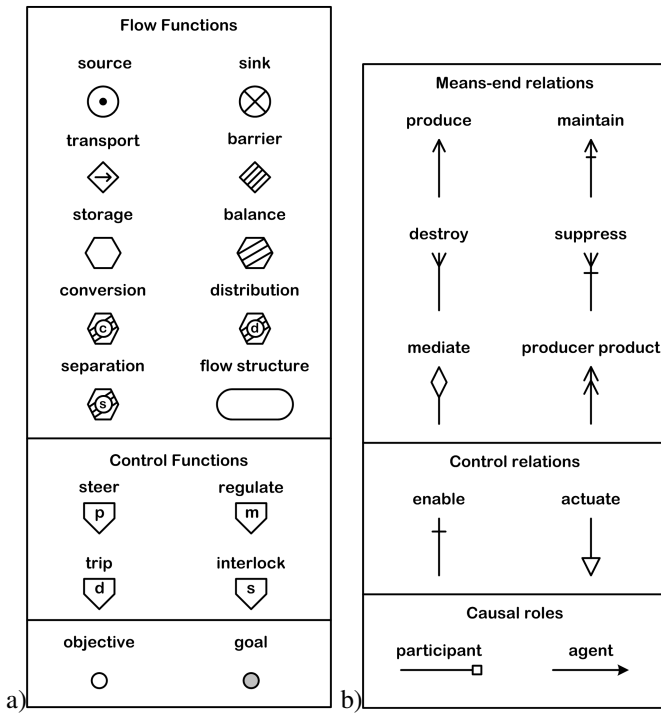 Flow Functions
source sink
transport barrier
storage balance
conversion distribution
c d
separation flow structure
s
Control Functions
steer regulate
p m
trip interlock
d s
objective goal
a)
Means-end relations
produce maintain
destroy suppress
mediate producer product
Control relations
enable actuate
Causal roles
participant agent
b)